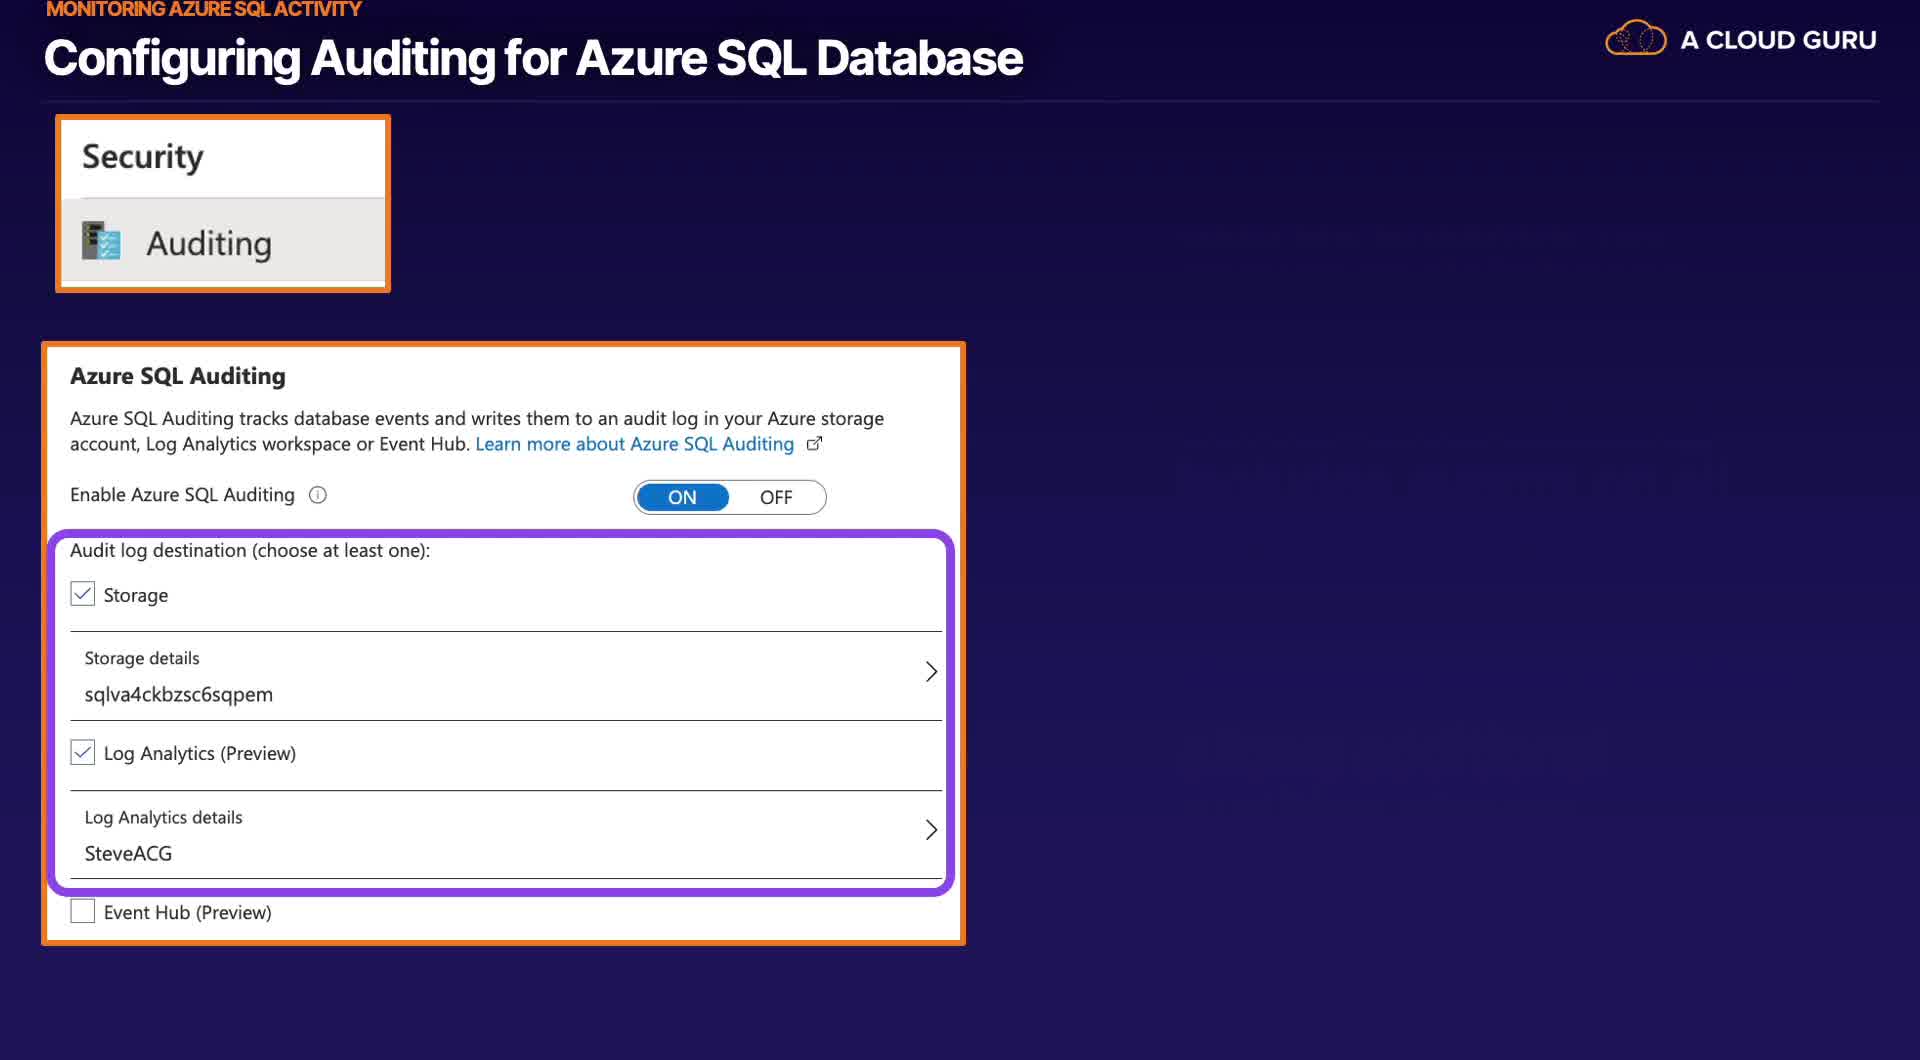 MONITORING AZURE SQL ACTIVITY
Configuring Auditing for Azure SQL Database
A CLOUD GURU
Security
Auditing
Azure SQL Auditing
Azure SQL Auditing tracks database events and writes them to an audit log in your Azure storage
account, Log Analytics workspace or Event Hub. Learn more about Azure SQL Auditing
Enable Azure SQL Auditing
ON OFF
Audit log destination (choose at least one):
Storage
Storage details
sqlva4ckbzsc6sqpem
Log Analytics (Preview)
Log Analytics details
SteveACG
Event Hub (Preview)